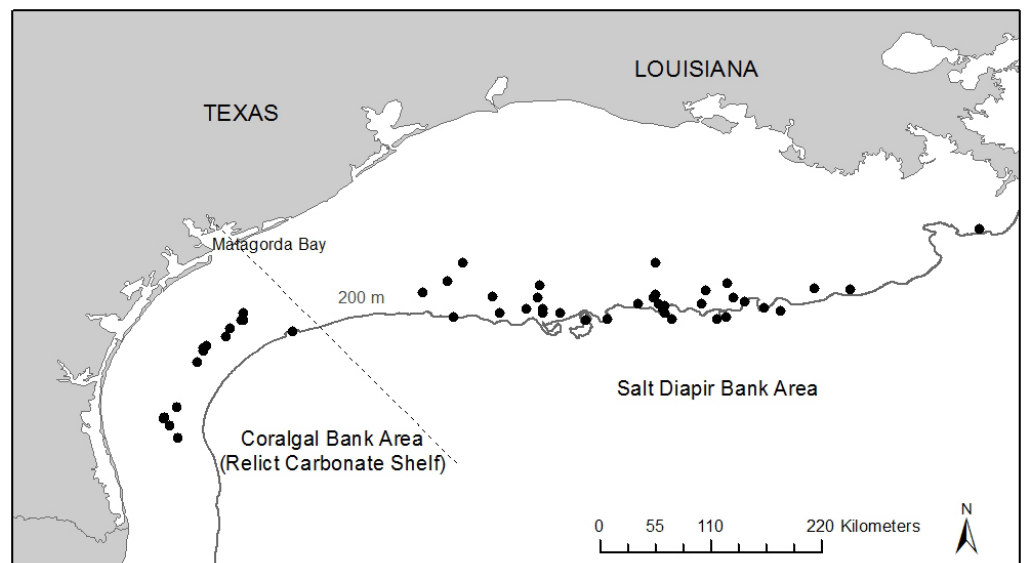 LOUISIANA
TEXAS
Matagorda Bay
200 m
Salt Diapir Bank Area
Coralgal Bank Area
(Relict Carbonate Shelf)
N
0 55 110 220 Kilometers